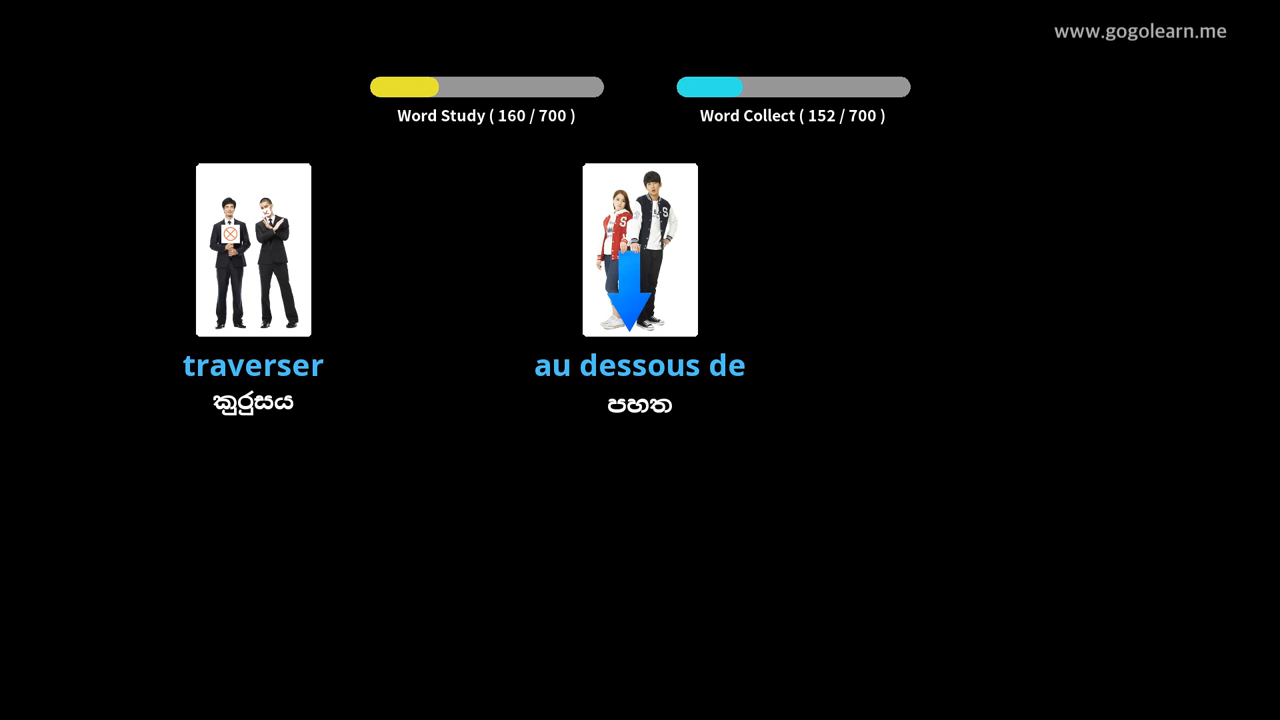 www.gogolearn.me
Word Study ( 160 / 700 )
Word Collect ( 152 / 700 )
S
S
traverser
au dessous de
කුරුසය
පහත